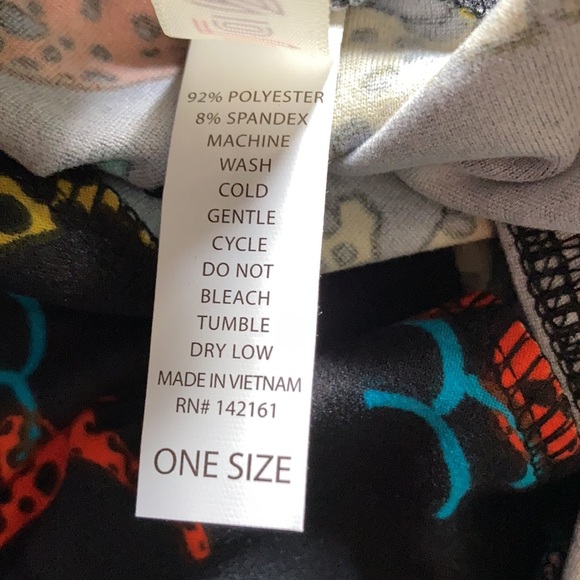 92% POLYESTER
8% SPANDEX
MACHINE
WASH
COLD
GENTLE
CYCLE
DO NOT
BLEACH
TUMBLE
DRY LOW
MADE IN VIETNAM
RN# 142161
ONE SIZE